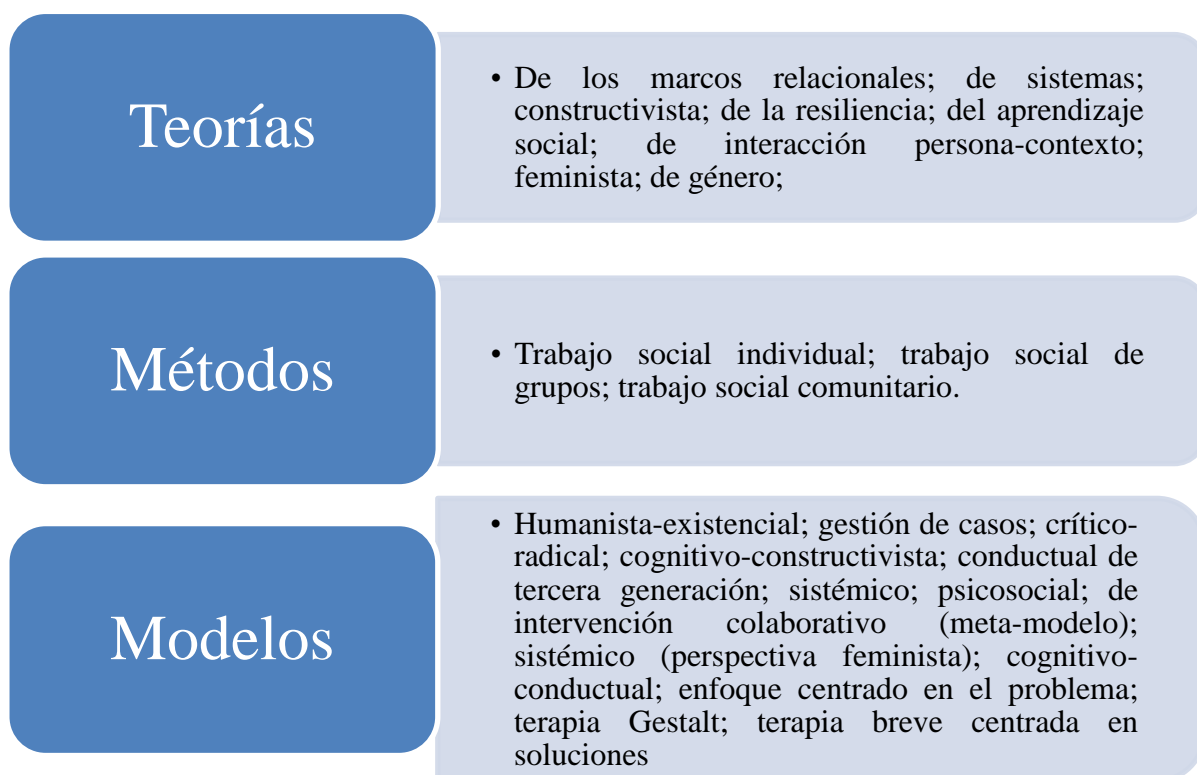 Teorías
• De los marcos relacionales; de sistemas;
constructivista; de la resiliencia; del aprendizaje
social; de interacción persona-contexto;
feminista; de género;
Métodos
• Trabajo social individual; trabajo social de
grupos; trabajo social comunitario.
Modelos
• Humanista-existencial; gestión de casos; crítico-
radical; cognitivo-constructivista; conductual de
tercera generación; sistémico; psicosocial; de
intervención colaborativo (meta-modelo);
sistémico (perspectiva feminista); cognitivo-
conductual; enfoque centrado en el problema;
terapia Gestalt; terapia breve centrada en
soluciones